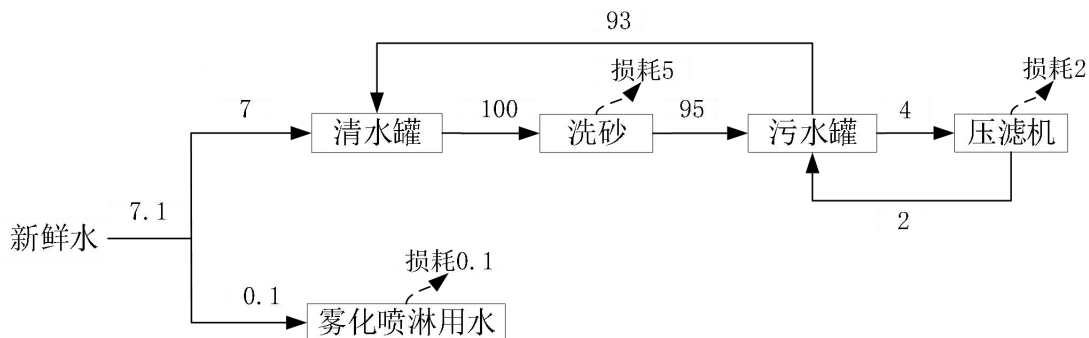 93
损耗5
损耗2
7
清水罐
100
洗砂
95
污水罐
4
压滤机
7.1
2
新鲜水
损耗0.1
0.1
雾化喷淋用水